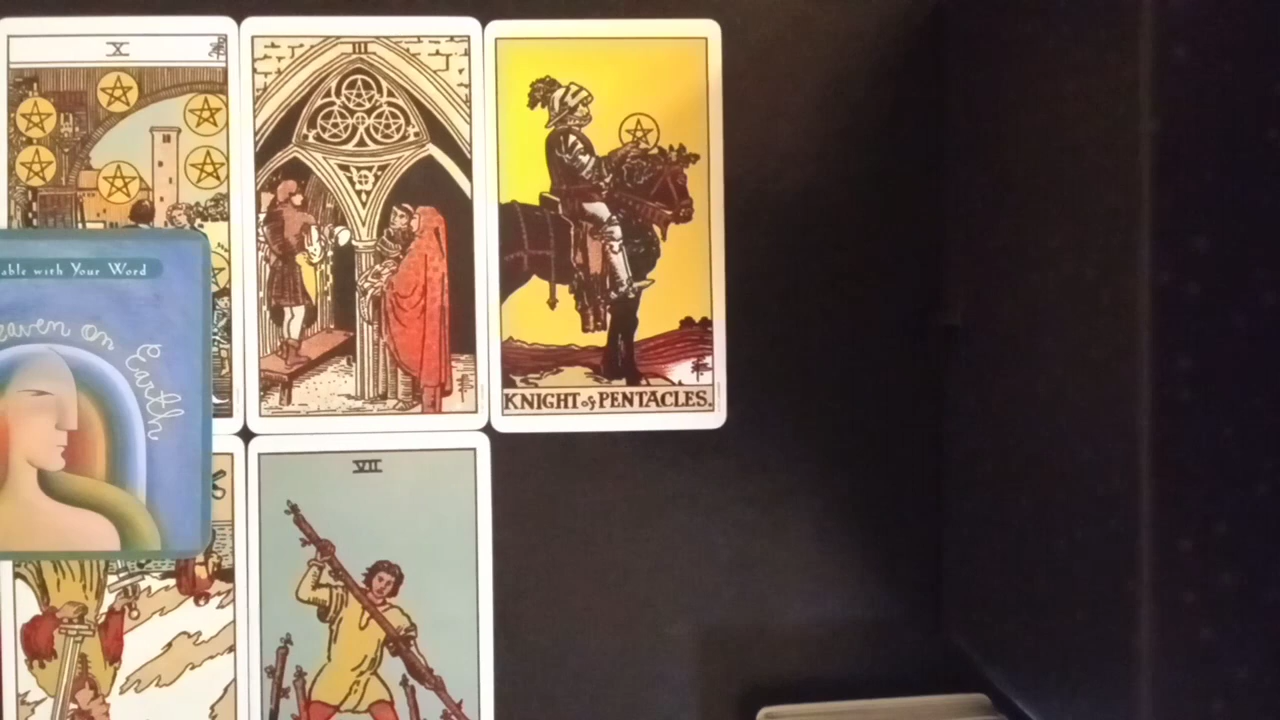 X
III
KNIGHT of PENTACLES.
able with Your Word
eaven on Earth
VII